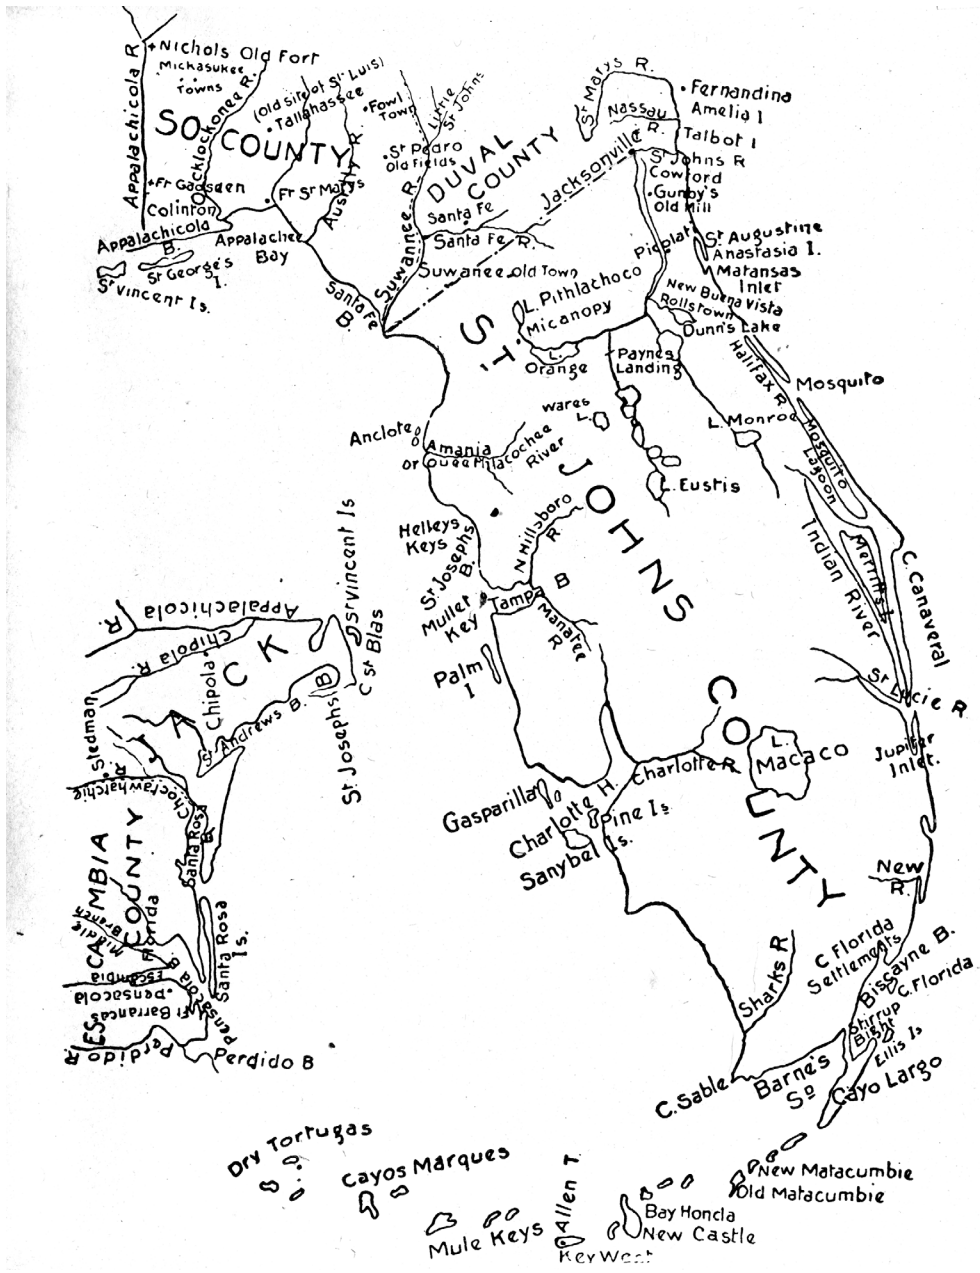 Appalachicola R
Nichols Old Fort
Mickasukee
Towns
Ocklockonee R.
(Old site of St Luis)
Tallahassee
Fowl
Town
Little
St Johns
SO. COUNTY
St Pedro
Old Fields
DUVAL
COUNTY
St Marys R.
Fernandina
Amelia I
Nassau
R.
Talbot I
Jacksonville
St Johns R
Cowford
Gunby's
Old Mill
Ft Gadsden
Colinton
Appalachicola
B.
Ft St Marys
Appalachee
Bay
St George's
I.
St Vincent Is.
Suwannee R.
Santa Fe
Santa Fe R.
Suwanee Old Town
Santa Fe
B.
Picolat
St Augustine
Anastasia I.
Matansas
Inlet
L. Pithlachoco
Micanopy
New Buena Vista
Rollstown
Dunn's Lake
L.
Orange
Paynes
Landing
Halifax R
Mosquito
wares
L.
L. Monroe
Mosquito
Lagoon
Anclote
Amania
or
River
L. Eustis
ST. JOHNS COUNTY
Helleys
Keys
N Hillsboro
R.
St Josephs
B.
Mullet
Key
Tampa B
Manatee
R
Palm
I
Indian River
Merritts I
C. Canaveral
St Lucie R.
Jupiter
Inlet.
L.
Macaco
Charlotte R
Gasparilla
Charlotte H.
Pine Is
Sanybel Is.
New
R.
C Florida
Settlements
Sharks R
Biscayne B.
C. Florida
Stirrup
Bight
Ellis Is
C. Sable
Barne's
Sd
Cayo Largo
Appalachicola
R.
Chipola R.
Chipola
JACK
St Vincent Is
C St Blas
St Josephs B
St Andrews B.
Stedman
Choctawhatchie
R
Santa Rosa
B.
ESCAMBIA
COUNTY
Florida
Middle
Branch
Escambia
Pensacola
Ft Barrancas
Pensacola B.
Santa Rosa
Is.
Perdido R
Perdido B
Dry Tortugas
Cayos Marques
Mule Keys
Allen T.
Key West
Bay Honda
New Castle
New Matacumbie
Old Matacumbie